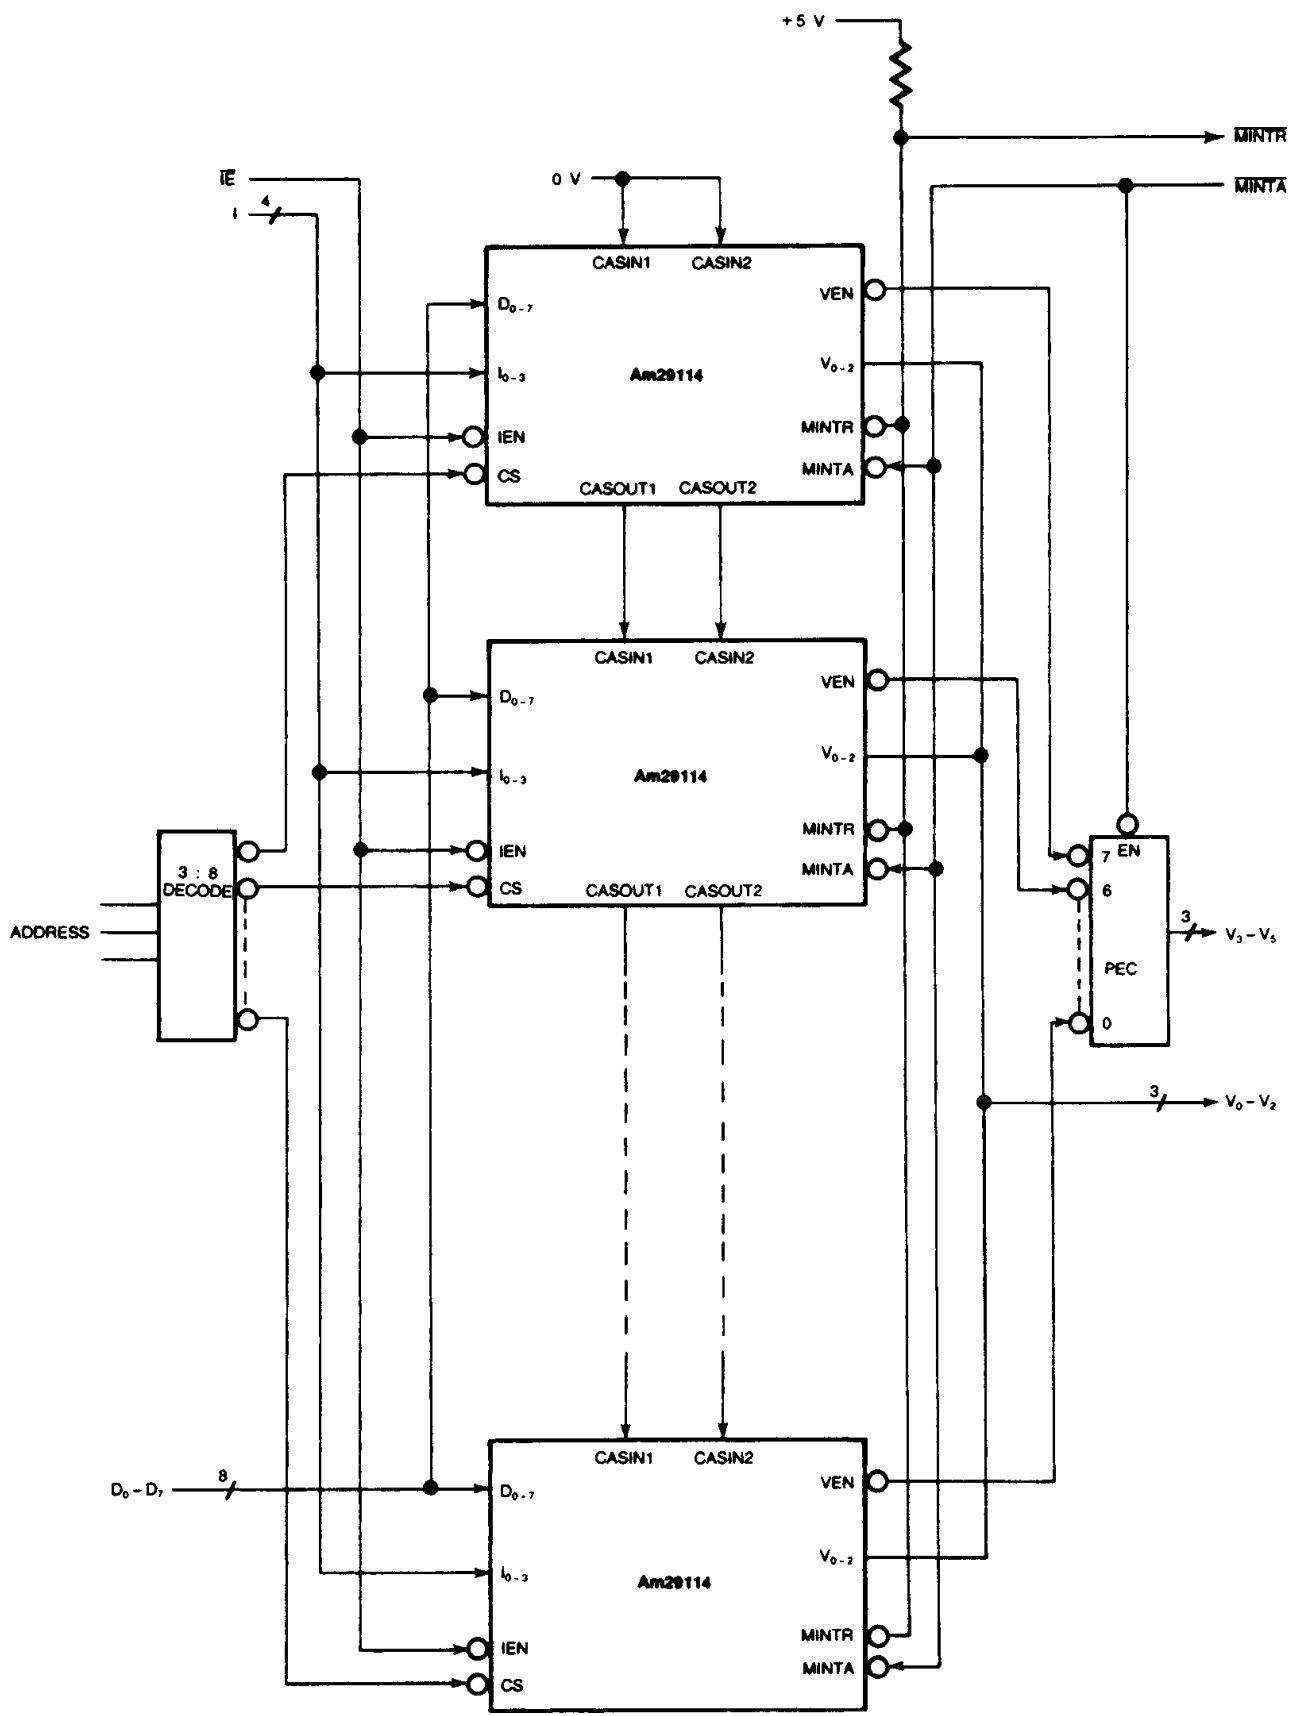 +5 V
MINTR
IE
0 V
MINTA
I
4
CASIN1 CASIN2
D₀₋₇
VEN
I₀₋₃
Am29114
V₀₋₂
IEN
MINTR
CS
MINTA
CASOUT1 CASOUT2
CASIN1 CASIN2
D₀₋₇
VEN
I₀₋₃
Am29114
V₀₋₂
IEN
MINTR
CS
MINTA
CASOUT1 CASOUT2
3 : 8
DECODE
ADDRESS
EN
7
6
PEC
0
3
V₃–V₅
3
V₀–V₂
CASIN1 CASIN2
D₀–D₇
8
D₀₋₇
VEN
I₀₋₃
Am29114
V₀₋₂
IEN
MINTR
CS
MINTA